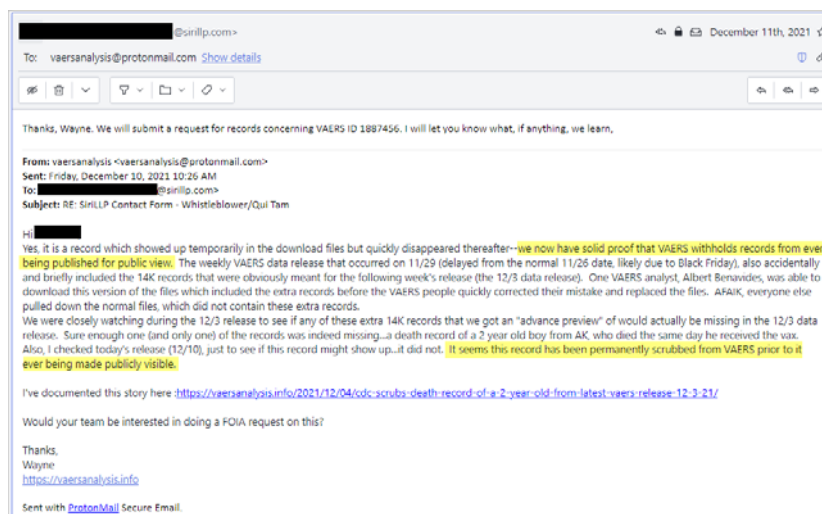 @sirillp.com>
December 11th, 2021
To: vaersanalysis@protonmail.com Show details
Thanks, Wayne. We will submit a request for records concerning VAERS ID 1887456. I will let you know what, if anything, we learn,
From: vaersanalysis <vaersanalysis@protonmail.com>
Sent: Friday, December 10, 2021 10:26 AM
To: @sirillp.com>
Subject: RE: SiriLLP Contact Form - Whistleblower/Qui Tam
Hi
Yes, it is a record which showed up temporarily in the download files but quickly disappeared thereafter--we now have solid proof that VAERS withholds records from ever
being published for public view. The weekly VAERS data release that occurred on 11/29 (delayed from the normal 11/26 date, likely due to Black Friday), also accidentally
and briefly included the 14K records that were obviously meant for the following week's release (the 12/3 data release). One VAERS analyst, Albert Benavides, was able to
download this version of the files which included the extra records before the VAERS people quickly corrected their mistake and replaced the files. AFAIK, everyone else
pulled down the normal files, which did not contain these extra records.
We were closely watching during the 12/3 release to see if any of these extra 14K records that we got an "advance preview" of would actually be missing in the 12/3 data
release. Sure enough one (and only one) of the records was indeed missing...a death record of a 2 year old boy from AK, who died the same day he received the vax.
Also, I checked today's release (12/10), just to see if this record might show up...it did not. It seems this record has been permanently scrubbed from VAERS prior to it
ever being made publicly visible.
I've documented this story here :https://vaersanalysis.info/2021/12/04/cdc-scrubs-death-record-of-a-2-year-old-from-latest-vaers-release-12-3-21/
Would your team be interested in doing a FOIA request on this?
Thanks,
Wayne
https://vaersanalysis.info
Sent with ProtonMail Secure Email.